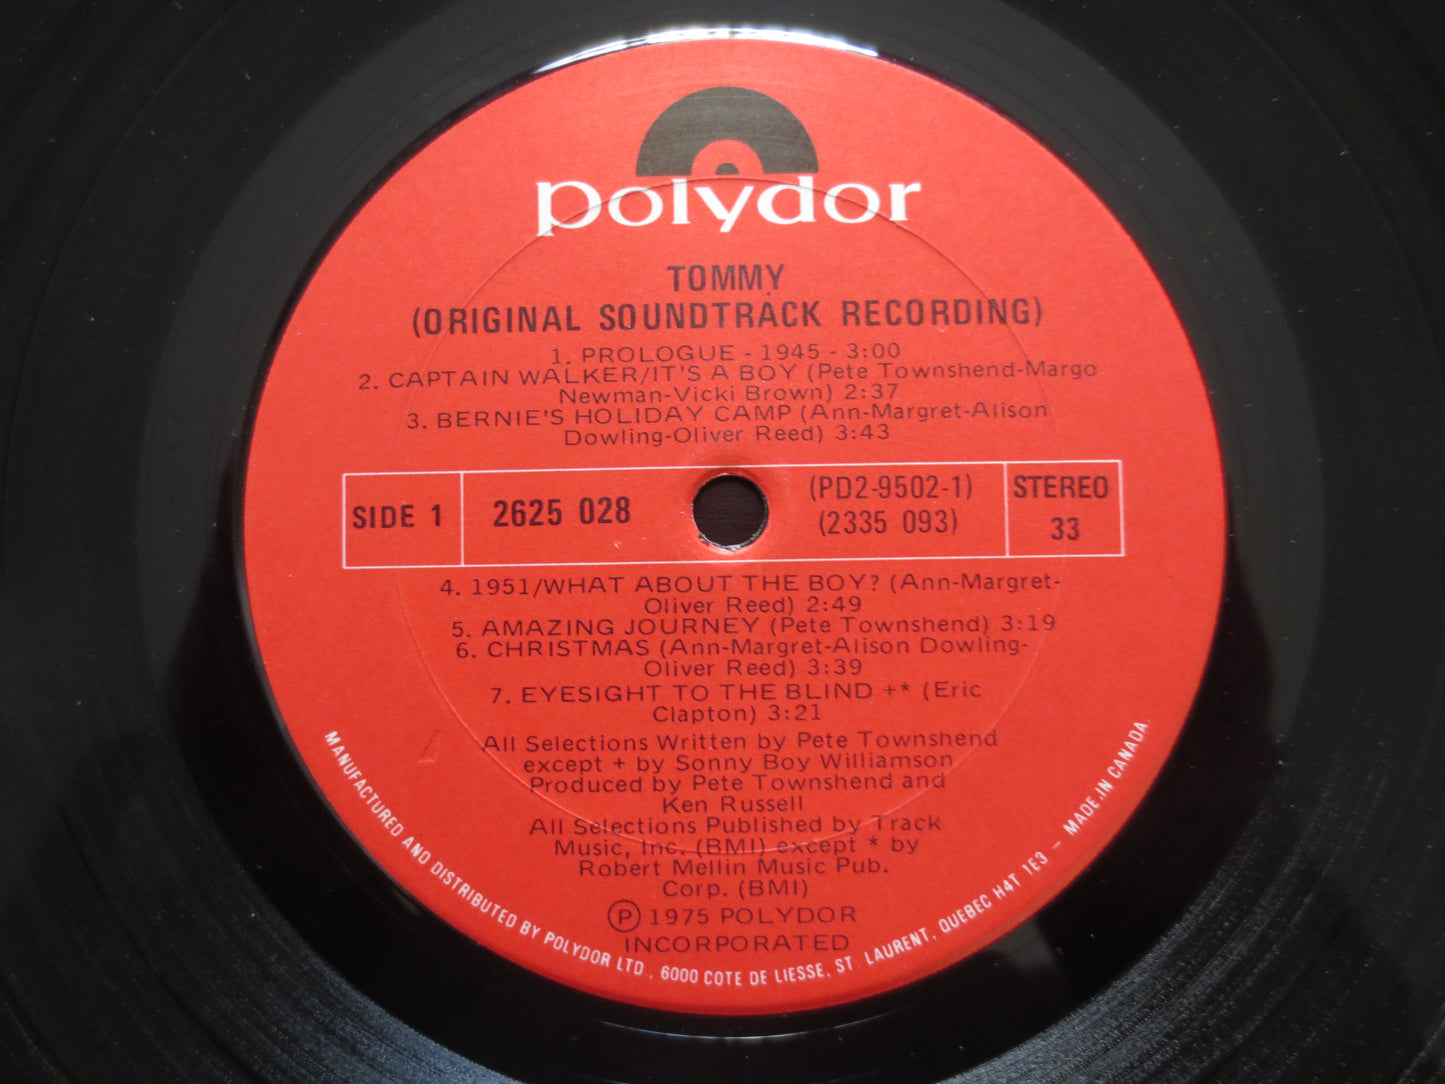 polydor
TOMMY
(ORIGINAL SOUNDTRACK RECORDING)
1. PROLOGUE - 1945 - 3:00
2. CAPTAIN WALKER/IT'S A BOY (Pete Townshend-Margo
Newman-Vicki Brown) 2:37
3. BERNIE'S HOLIDAY CAMP (Ann-Margret-Alison
Dowling-Oliver Reed) 3:43
SIDE 1
2625 028
(PD2-9502-1)
(2335 093)
STEREO
33
4. 1951/WHAT ABOUT THE BOY? (Ann-Margret-
Oliver Reed) 2:49
5. AMAZING JOURNEY (Pete Townshend) 3:19
6. CHRISTMAS (Ann-Margret-Alison Dowling-
Oliver Reed) 3:39
7. EYESIGHT TO THE BLIND +* (Eric
Clapton) 3:21
All Selections Written by Pete Townshend
except + by Sonny Boy Williamson
Produced by Pete Townshend and
Ken Russell
All Selections Published by Track
Music, Inc. (BMI) except * by
Robert Mellin Music Pub.
Corp. (BMI)
Ⓟ 1975 POLYDOR
INCORPORATED
MANUFACTURED AND DISTRIBUTED BY POLYDOR LTD., 6000 COTE DE LIESSE, ST. LAURENT, QUEBEC H4T 1E3 – MADE IN CANADA